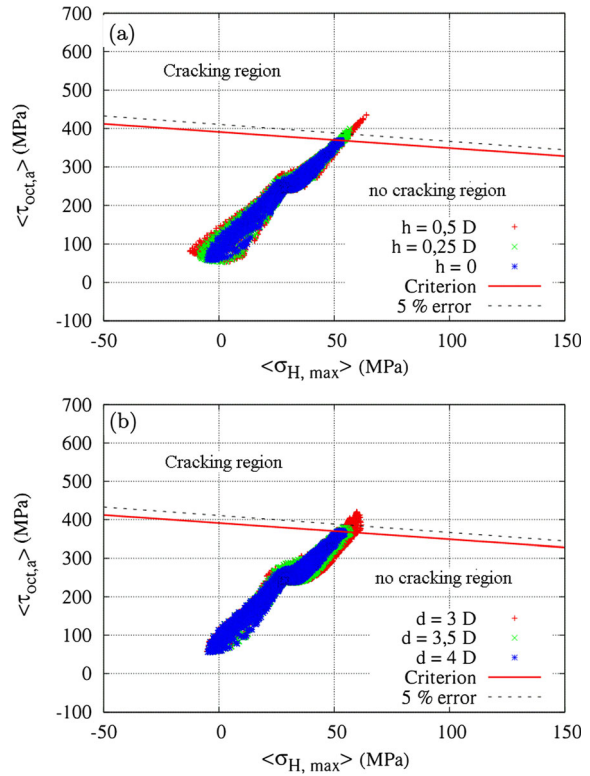 700
(a)
600
Cracking region
500
400
300
200
no cracking region
h = 0,5 D
100
h = 0,25 D
h = 0
0
Criterion
5 % error
-100
-50
0
50
100
150
<τoct,a> (MPa)
<σH, max> (MPa)
700
(b)
600
Cracking region
500
400
300
no cracking region
200
d = 3 D
100
d = 3,5 D
d = 4 D
0
Criterion
5 % error
-100
-50
0
50
100
150
<τoct,a> (MPa)
<σH, max> (MPa)